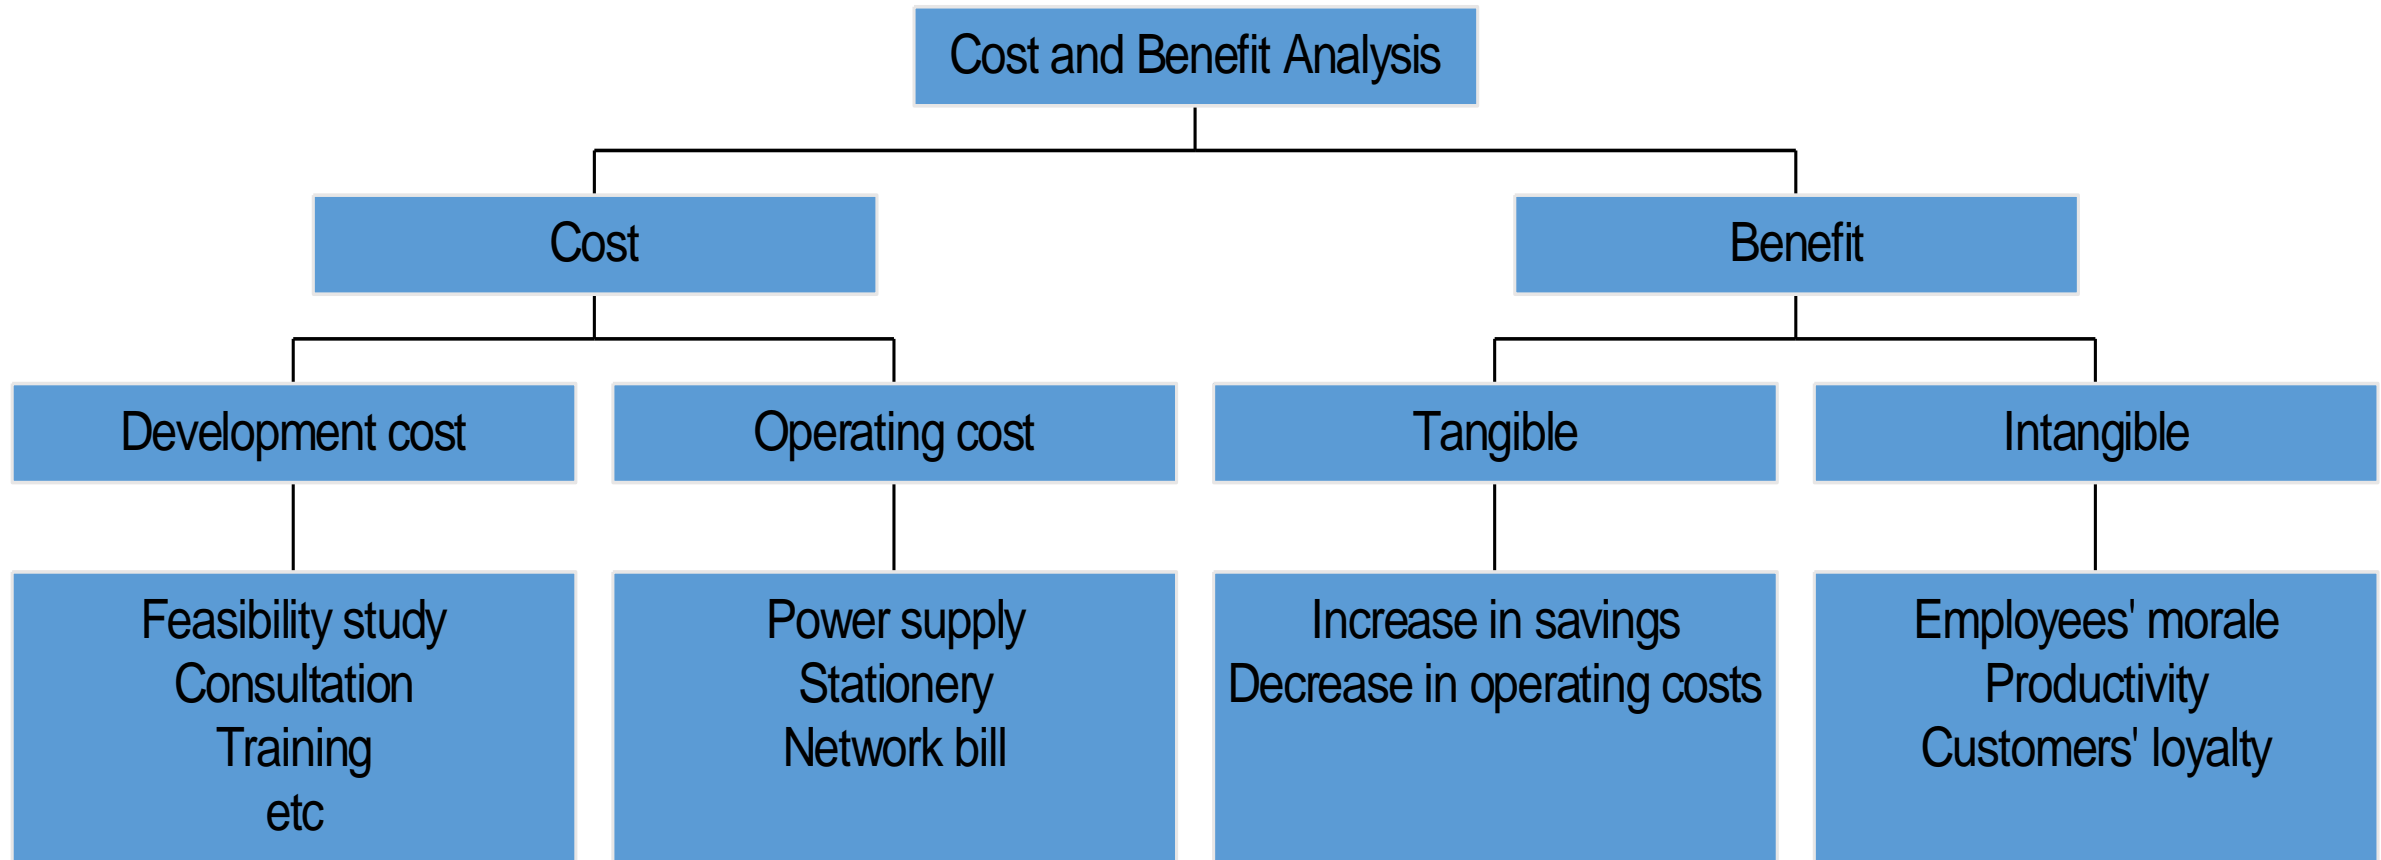 Cost and Benefit Analysis
Cost
Benefit
Development cost
Operating cost
Tangible
Intangible
Feasibility study
Consultation
Training
etc
Power supply
Stationery
Network bill
Increase in savings
Decrease in operating costs
Employees' morale
Productivity
Customers' loyalty